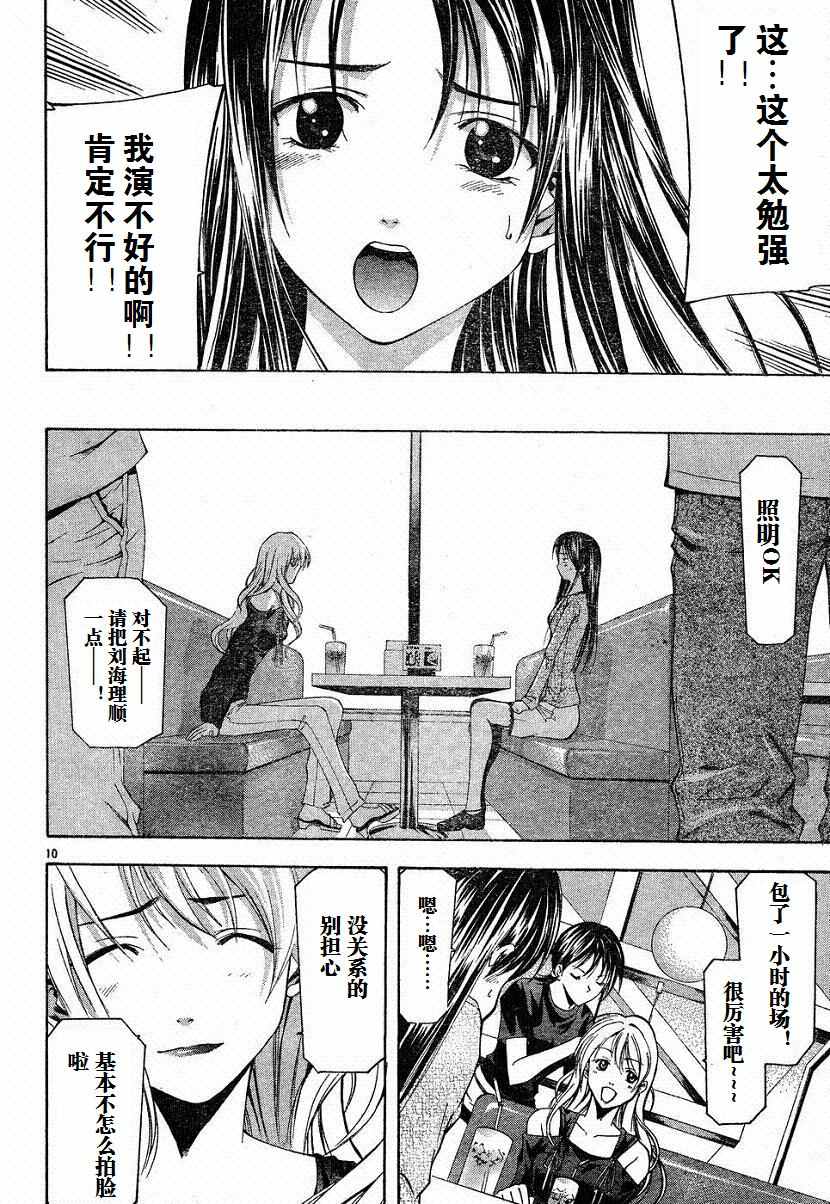 这…这个太勉强
了！！
我演不好的啊！！
肯定不行！！
照明OK
对不起——
请把刘海理顺
一点——！
10
包了一小时的场！
很厉害吧~~~
嗯…嗯……
没关系的
别担心
基本不怎么拍脸
啦